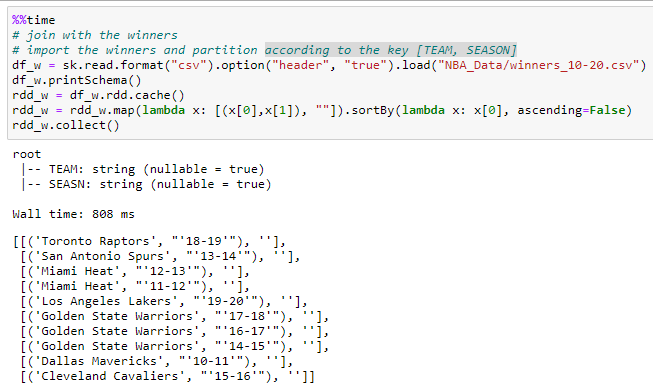 %%time
# join with the winners
# import the winners and partition according to the key [TEAM, SEASON]
df_w = sk.read.format("csv").option("header", "true").load("NBA_Data/winners_10-20.csv")
df_w.printSchema()
rdd_w = df_w.rdd.cache()
rdd_w = rdd_w.map(lambda x: [(x[0],x[1]), ""]).sortBy(lambda x: x[0], ascending=False)
rdd_w.collect()
root
 |-- TEAM: string (nullable = true)
 |-- SEASN: string (nullable = true)
Wall time: 808 ms
[[('Toronto Raptors', "'18-19'"), ''],
 [('San Antonio Spurs', "'13-14'"), ''],
 [('Miami Heat', "'12-13'"), ''],
 [('Miami Heat', "'11-12'"), ''],
 [('Los Angeles Lakers', "'19-20'"), ''],
 [('Golden State Warriors', "'17-18'"), ''],
 [('Golden State Warriors', "'16-17'"), ''],
 [('Golden State Warriors', "'14-15'"), ''],
 [('Dallas Mavericks', "'10-11'"), ''],
 [('Cleveland Cavaliers', "'15-16'"), '']]